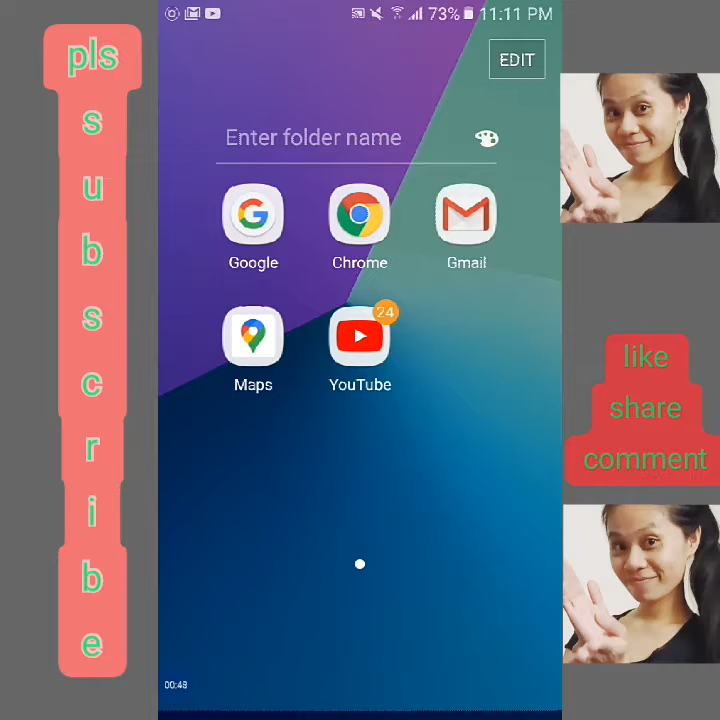 pls
s
u
b
s
c
r
i
b
e
73% 11:11 PM
EDIT
Enter folder name
Google
Chrome
Gmail
24
Maps
YouTube
00:48
like
share
comment